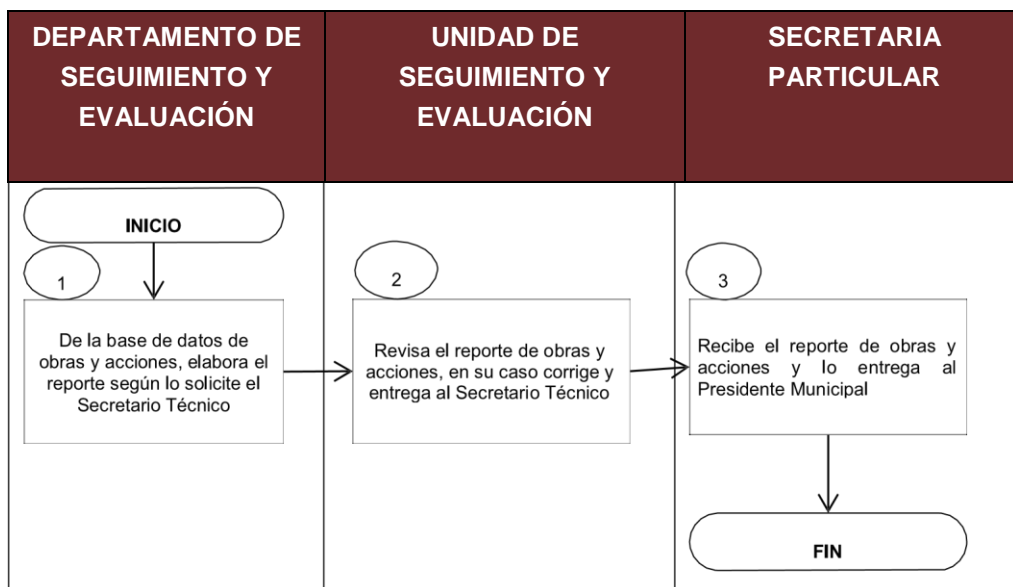 DEPARTAMENTO DE
SEGUIMIENTO Y
EVALUACIÓN
UNIDAD DE
SEGUIMIENTO Y
EVALUACIÓN
SECRETARIA
PARTICULAR
INICIO
1
De la base de datos de
obras y acciones, elabora el
reporte según lo solicite el
Secretario Técnico
2
Revisa el reporte de obras y
acciones, en su caso corrige y
entrega al Secretario Técnico
3
Recibe el reporte de obras y
acciones y lo entrega al
Presidente Municipal
FIN